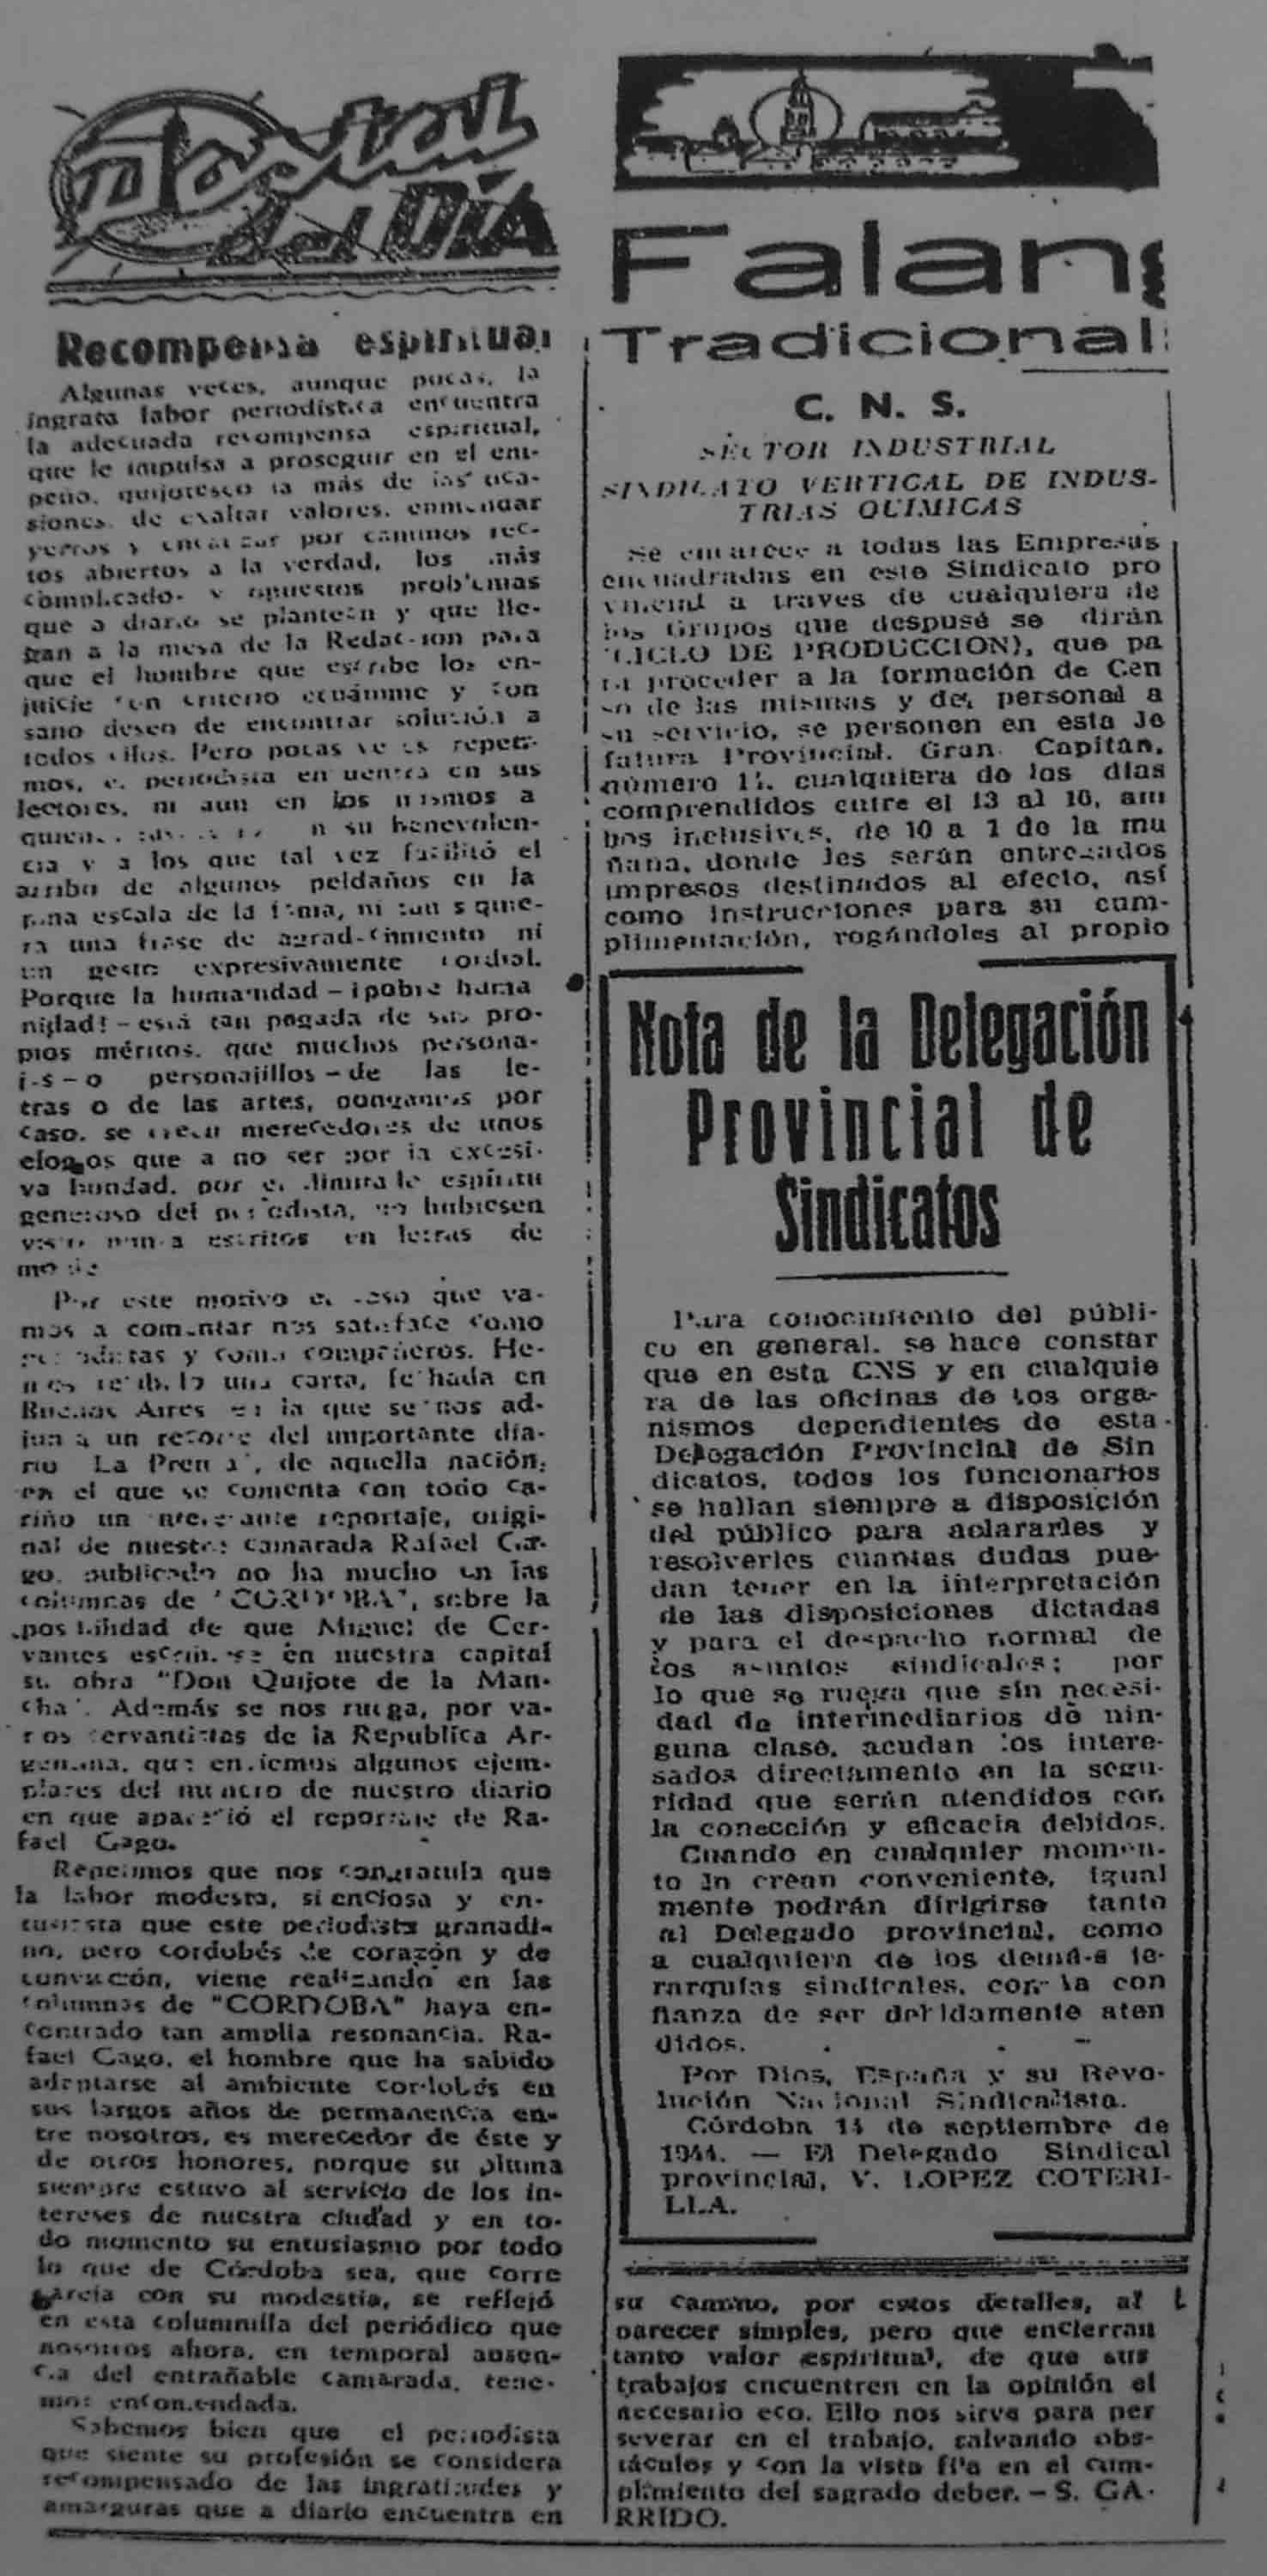 Postal
del DÍA
Recompensa espiritual
Algunas veces, aunque pocas, la
ingrata labor periodística encuentra
la adecuada recompensa espiritual,
que le impulsa a proseguir en el em-
peño, quijotesco la más de las oca-
siones, de exaltar valores, enmendar
yerros y encauzar por caminos rec-
tos abiertos a la verdad, los más
complicados y opuestos problemas
que a diario se plantean y que lle-
gan a la mesa de la Redacción para
que el hombre que escribe los en-
juicie con criterio ecuánime y con
sano deseo de encontrar solución a
todos ellos. Pero pocas veces repeti-
mos, el periodista encuentra en sus
lectores, ni aun en los mismos a
quienes su benevolen-
cia y a los que tal vez facilitó el
arribo de algunos peldaños en la
escala de la fama, ni tan siquie-
ra una frase de agradecimiento ni
un gesto expresivamente cordial.
Porque la humanidad - ¡pobre huma
nidad! - está tan pagada de sus pro-
pios méritos, que muchos persona-
jes - o personajillos - de las le-
tras o de las artes, pongamos por
caso, se creen merecedores de unos
elogios que a no ser por la excesi-
va bondad, por el espíritu
generoso del periodista, no hubiesen
visto nunca escritos en letras de
molde
Por este motivo el caso que va-
mos a comentar nos satisface como
periodistas y como compañeros. He-
mos recibido una carta, fechada en
Buenos Aires en la que se nos ad-
junta un recorte del importante dia-
rio "La Prensa", de aquella nación,
en el que se comenta con todo ca-
riño un interesante reportaje, origi-
nal de nuestro camarada Rafael Ga-
go, publicado no ha mucho en las
columnas de "CORDOBA", sobre la
posibilidad de que Miguel de Cer-
vantes escribiese en nuestra capital
su obra "Don Quijote de la Man-
cha". Además se nos ruega, por va-
rios cervantistas de la República Ar-
gentina, que enviemos algunos ejem-
plares del número de nuestro diario
en que apareció el reportaje de Ra-
fael Gago.
Repetimos que nos congratula que
la labor modesta, silenciosa y en-
tusiasta que este periodista granadi-
no, pero cordobés de corazón y de
convicción, viene realizando en las
columnas de "CORDOBA" haya en-
contrado tan amplia resonancia. Ra-
fael Gago, el hombre que ha sabido
adentarse al ambiente cordobés en
sus largos años de permanencia en-
tre nosotros, es merecedor de éste y
de otros honores, porque su pluma
siempre estuvo al servicio de los in-
tereses de nuestra ciudad y en to-
do momento su entusiasmo por todo
lo que de Córdoba sea, que corre
pareja con su modestia, se reflejó
en esta columnilla del periódico que
nosotros ahora, en temporal ausen-
cia del entrañable camarada, tene-
mos encomendada.
Sabemos bien que el periodista
que siente su profesión se considera
recompensado de las ingratitudes y
amarguras que a diario encuentra en
Falang
Tradicional
C. N. S.
SECTOR INDUSTRIAL
SINDICATO VERTICAL DE INDUS-
TRIAS QUIMICAS
Se encarece a todas las Empresas
encuadradas en este Sindicato pro
vincial a través de cualquiera de
los Grupos que despusé se dirán
(CICLO DE PRODUCCION), que pa
ra proceder a la formación de Cen
so de las mismas y del personal a
su servicio, se personen en esta Je
fatura Provincial, Gran Capitán,
número cualquiera de los días
comprendidos entre el 13 al 16, am
bos inclusives, de 10 a 1 de la ma
ñana, donde les serán entregados
impresos destinados al efecto, así
como instrucciones para su cum-
plimentación, rogándoles al propio
Nota de la Delegación
Provincial de
Sindicatos
Para conocimiento del públi-
co en general, se hace constar
que en esta CNS y en cualquie
ra de las oficinas de los orga-
nismos dependientes de esta
Delegación Provincial de Sin
dicatos, todos los funcionarios
se hallan siempre a disposición
del público para aclararles y
resolverles cuantas dudas pue-
dan tener en la interpretación
de las disposiciones dictadas
y para el despacho normal de
los asuntos sindicales; por
lo que se ruega que sin necesi-
dad de intermediarios de nin-
guna clase, acudan los intere-
sados directamente en la segu-
ridad que serán atendidos con
la conección y eficacia debidos.
Cuando en cualquier momen-
to lo crean conveniente, igual
mente podrán dirigirse tanto
al Delegado provincial, como
a cualquiera de los demás je-
rarquías sindicales, con la con
fianza de ser debidamente aten
didos.
Por Dios, España y su Revo-
lución Nacional Sindicalista.
Córdoba 14 de septiembre de
1944. — El Delegado Sindical
provincial, V. LOPEZ COTERI-
LLA.
su camino, por estos detalles, al
parecer simples, pero que encierran
tanto valor espiritual, de que sus
trabajos encuentren en la opinión el
necesario eco. Ello nos sirve para per
severar en el trabajo, salvando obs-
táculos y con la vista fija en el cum-
plimiento del sagrado deber. - S. GA-
RRIDO.